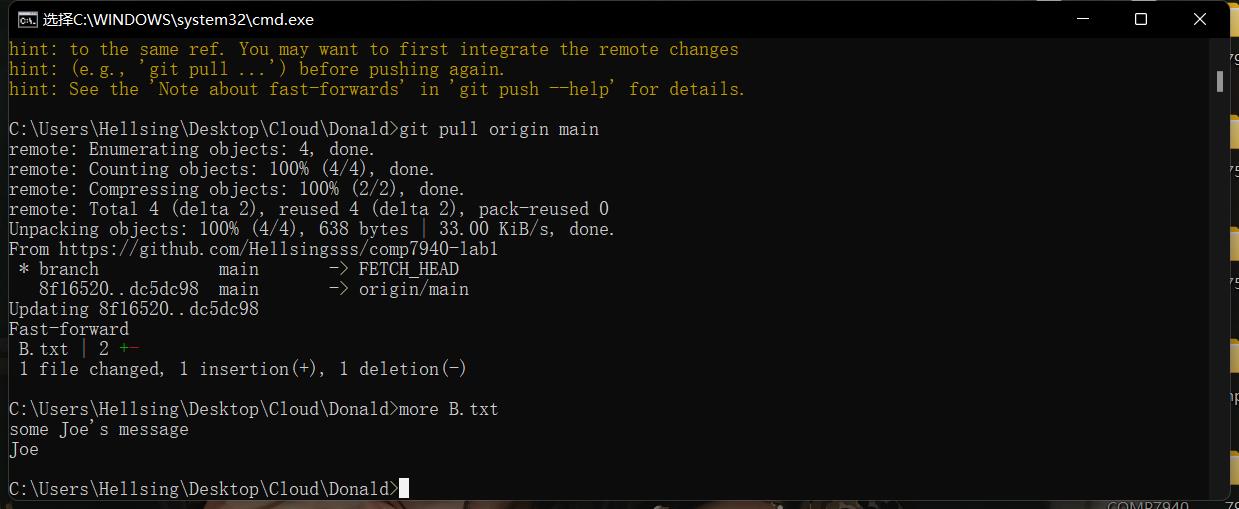 选择C:\WINDOWS\system32\cmd.exe
hint: to the same ref. You may want to first integrate the remote changes
hint: (e.g., 'git pull ...') before pushing again.
hint: See the 'Note about fast-forwards' in 'git push --help' for details.
C:\Users\Hellsing\Desktop\Cloud\Donald>git pull origin main
remote: Enumerating objects: 4, done.
remote: Counting objects: 100% (4/4), done.
remote: Compressing objects: 100% (2/2), done.
remote: Total 4 (delta 2), reused 4 (delta 2), pack-reused 0
Unpacking objects: 100% (4/4), 638 bytes | 33.00 KiB/s, done.
From https://github.com/Hellsingsss/comp7940-lab1
 * branch            main       -> FETCH_HEAD
   8f16520..dc5dc98  main       -> origin/main
Updating 8f16520..dc5dc98
Fast-forward
 B.txt | 2 +-
 1 file changed, 1 insertion(+), 1 deletion(-)
C:\Users\Hellsing\Desktop\Cloud\Donald>more B.txt
some Joe's message
Joe
C:\Users\Hellsing\Desktop\Cloud\Donald>